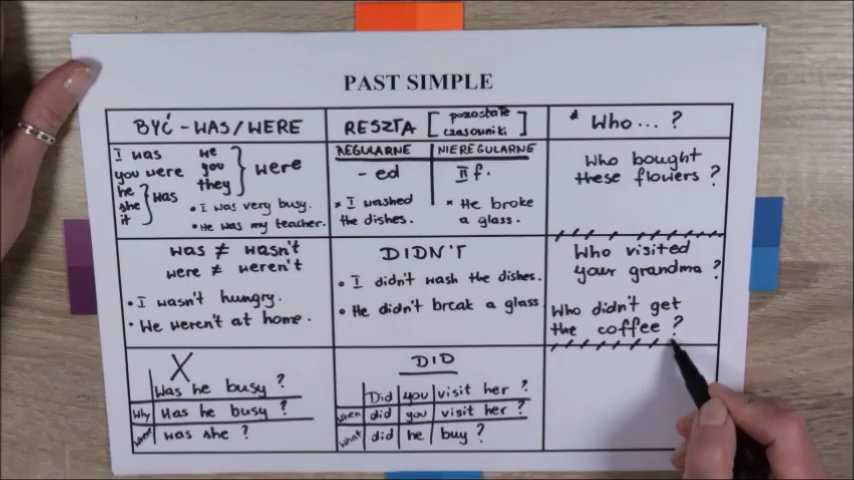 PAST SIMPLE
BYĆ - WAS/WERE
RESZTA [pozostałe czasowniki]
* Who...?
I was
you were
he
she
it
was
we
you
they
were
• I was very busy.
• He was my teacher.
REGULARNE
- ed
* I washed
the dishes.
NIEREGULARNE
II f.
* He broke
a glass.
Who bought
these flowers?
was ≠ wasn't
were ≠ weren't
• I wasn't hungry.
• We weren't at home.
DIDN'T
• I didn't wash the dishes.
• He didn't break a glass
Who visited
your grandma?
Who didn't get
the coffee?
X
Was he busy?
Why was he busy?
Where was she?
DID
Did you visit her?
When did you visit her?
What did he buy?